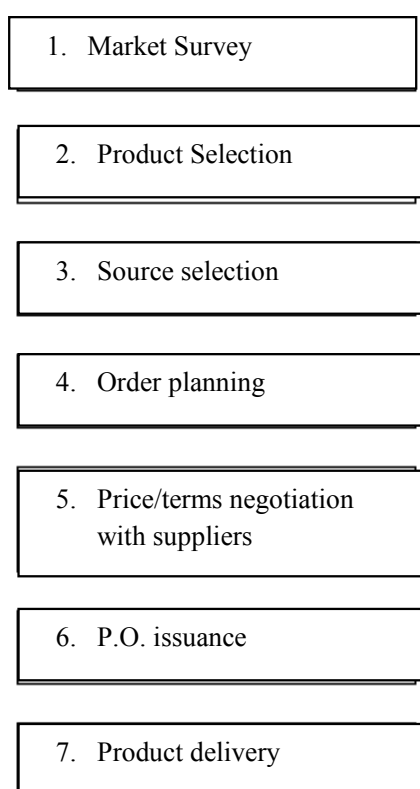 1. Market Survey
2. Product Selection
3. Source selection
4. Order planning
5. Price/terms negotiation
with suppliers
6. P.O. issuance
7. Product delivery